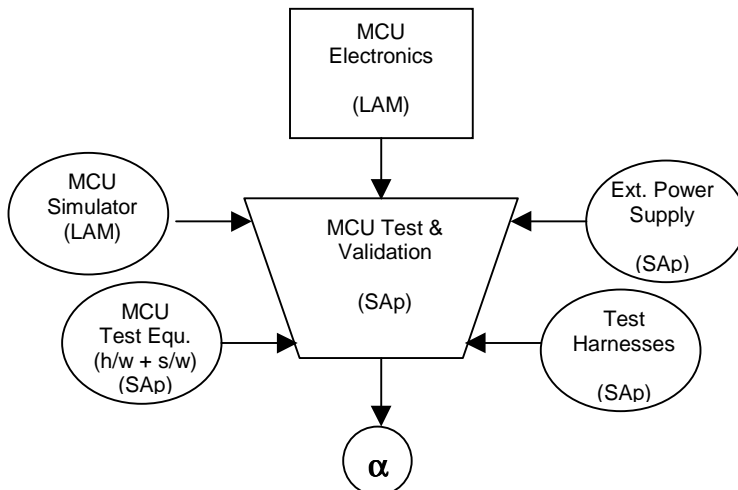 MCU
Electronics
(LAM)
MCU
Simulator
(LAM)
MCU Test &
Validation
(SAp)
Ext. Power
Supply
(SAp)
MCU
Test Equ.
(h/w + s/w)
(SAp)
Test
Harnesses
(SAp)
α